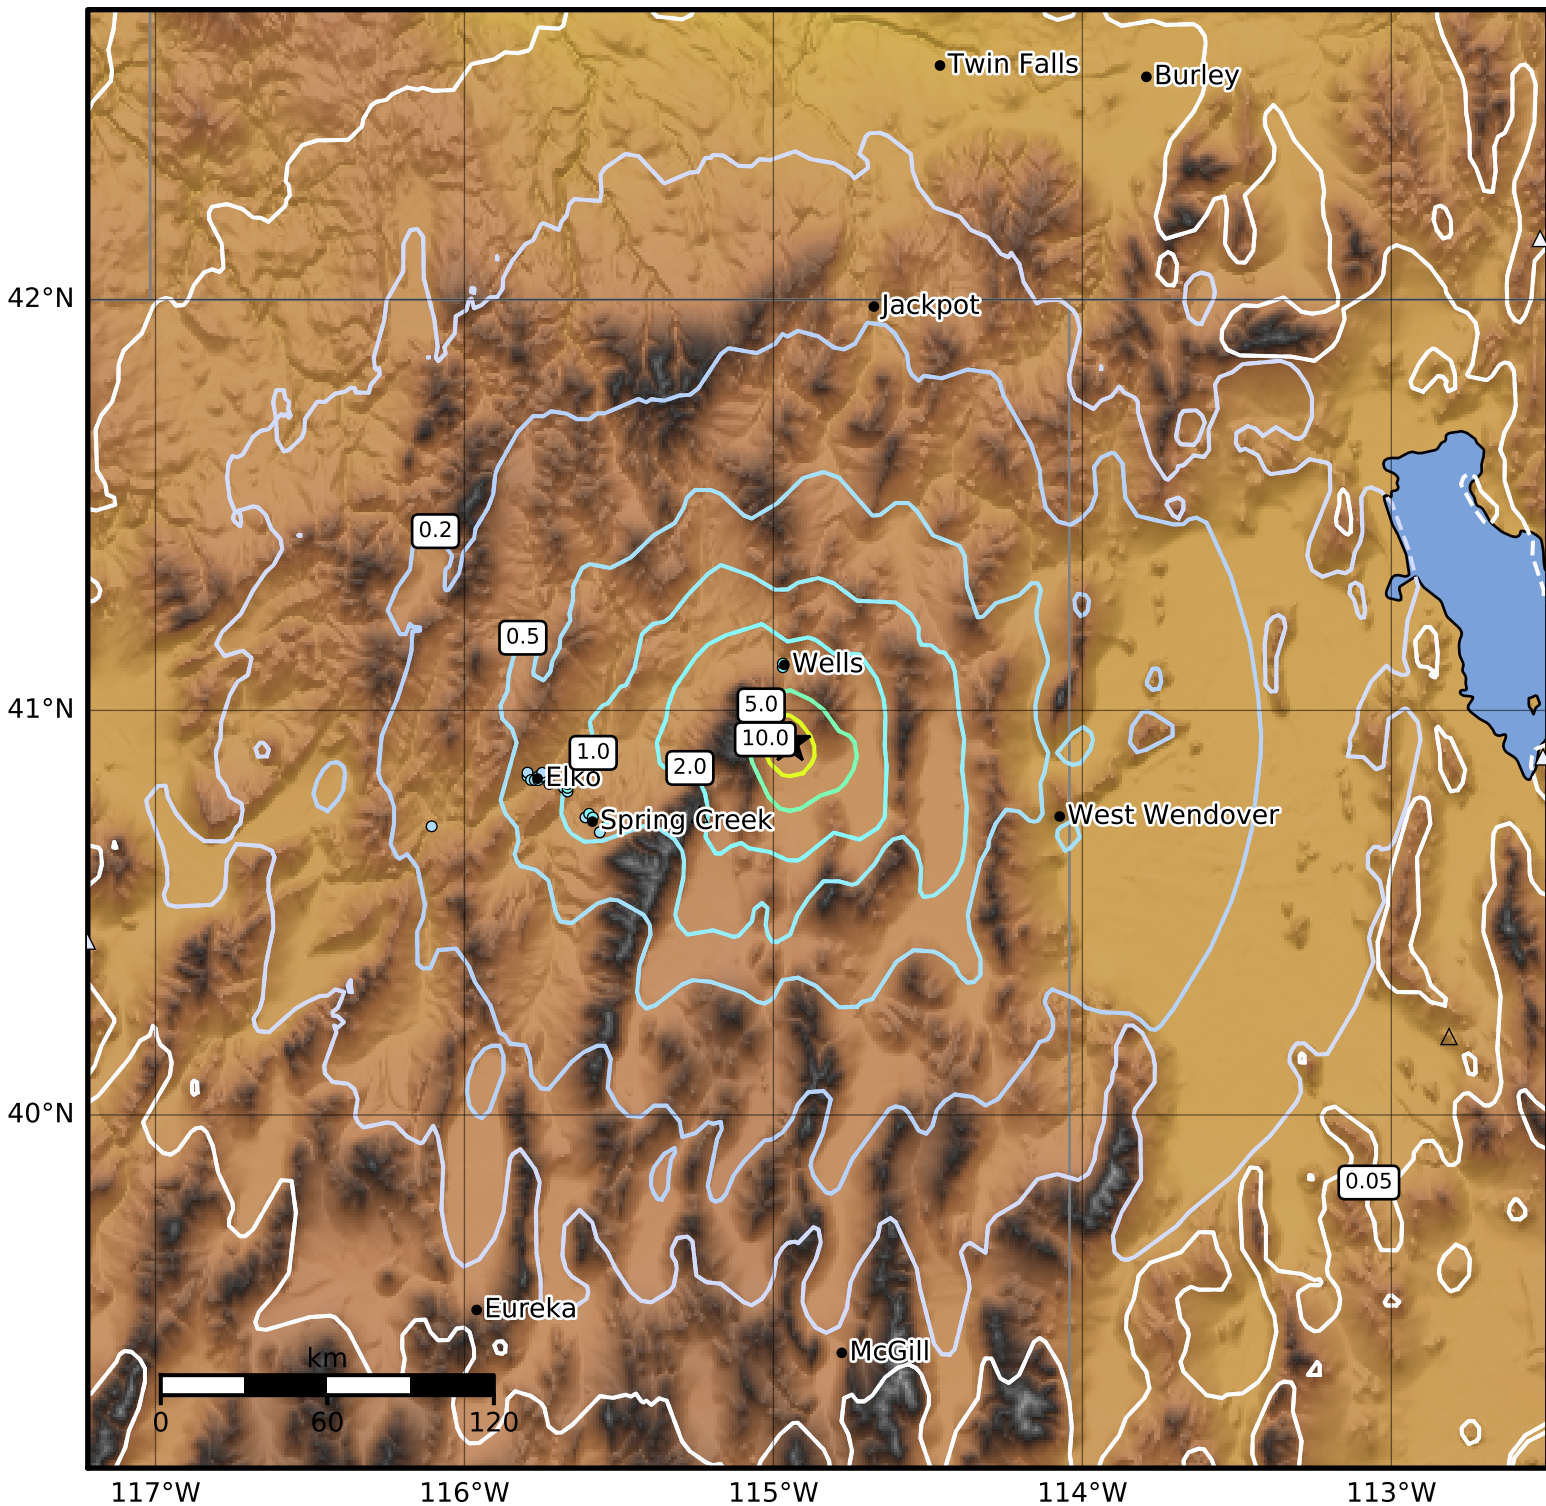 Twin Falls
Burley
42°N
Jackpot
0.2
0.5
Wells
41°N
5.0
10.0
1.0
2.0
Elko
Spring Creek
West Wendover
40°N
0.05
Eureka
McGill
km
0 60 120
117°W 116°W 115°W 114°W 113°W